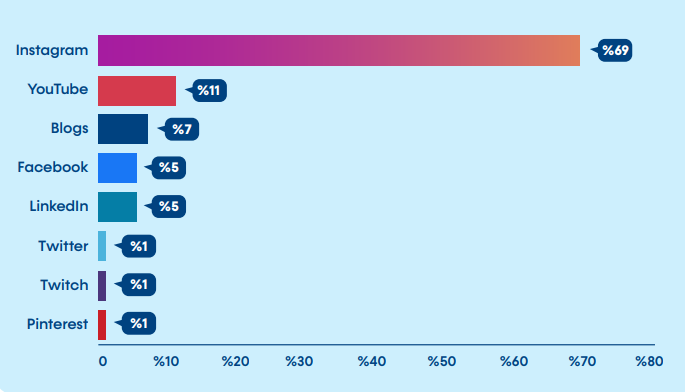 Instagram %69
YouTube %11
Blogs %7
Facebook %5
LinkedIn %5
Twitter %1
Twitch %1
Pinterest %1
0 %10 %20 %30 %40 %50 %60 %70 %80